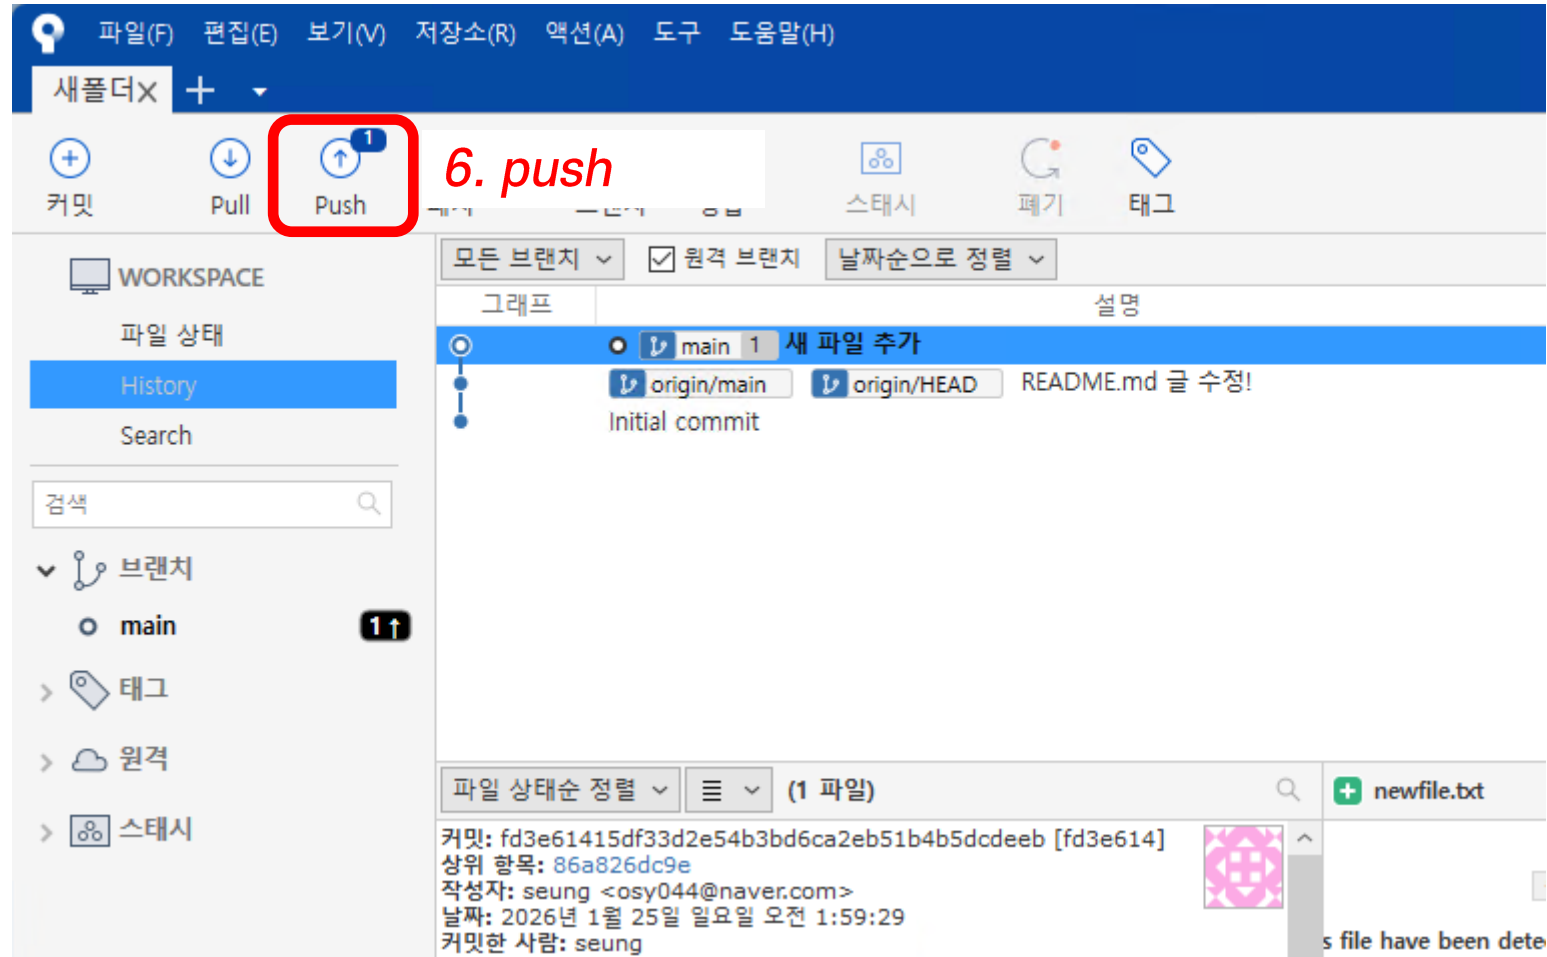 파일(F) 편집(E) 보기(V) 저장소(R) 액션(A) 도구 도움말(H)
새폴더
1
6. push
커밋 Pull Push 스태시 폐기 태그
WORKSPACE
파일 상태
History
Search
검색
브랜치
main 1↑
태그
원격
스태시
모든 브랜치 원격 브랜치 날짜순으로 정렬
그래프 설명
main 1 새 파일 추가
origin/main origin/HEAD README.md 글 수정!
Initial commit
파일 상태순 정렬 (1 파일)
커밋: fd3e61415df33d2e54b3bd6ca2eb51b4b5dcdeeb [fd3e614]
상위 항목: 86a826dc9e
작성자: seung <osy044@naver.com>
날짜: 2026년 1월 25일 일요일 오전 1:59:29
커밋한 사람: seung
newfile.txt
s file have been dete